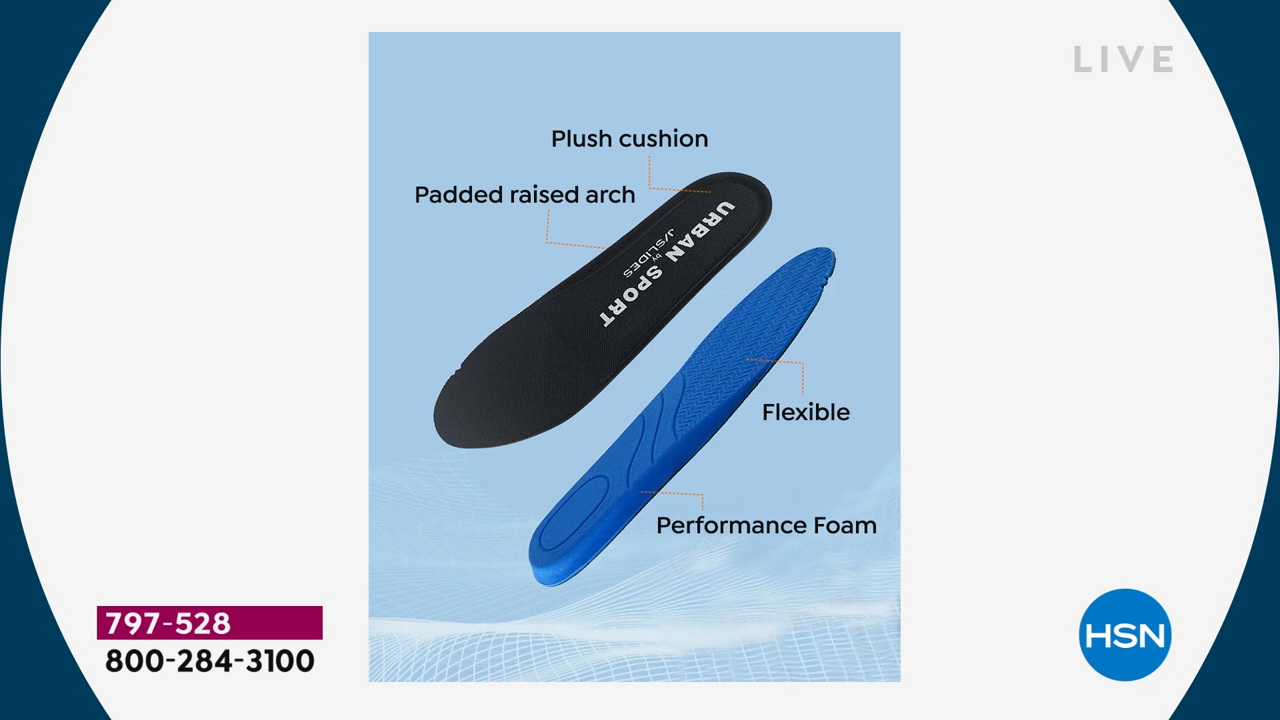 LIVE
Plush cushion
Padded raised arch
URBAN SPORT
by
J/SLIDES
Flexible
Performance Foam
797-528
800-284-3100
HSN